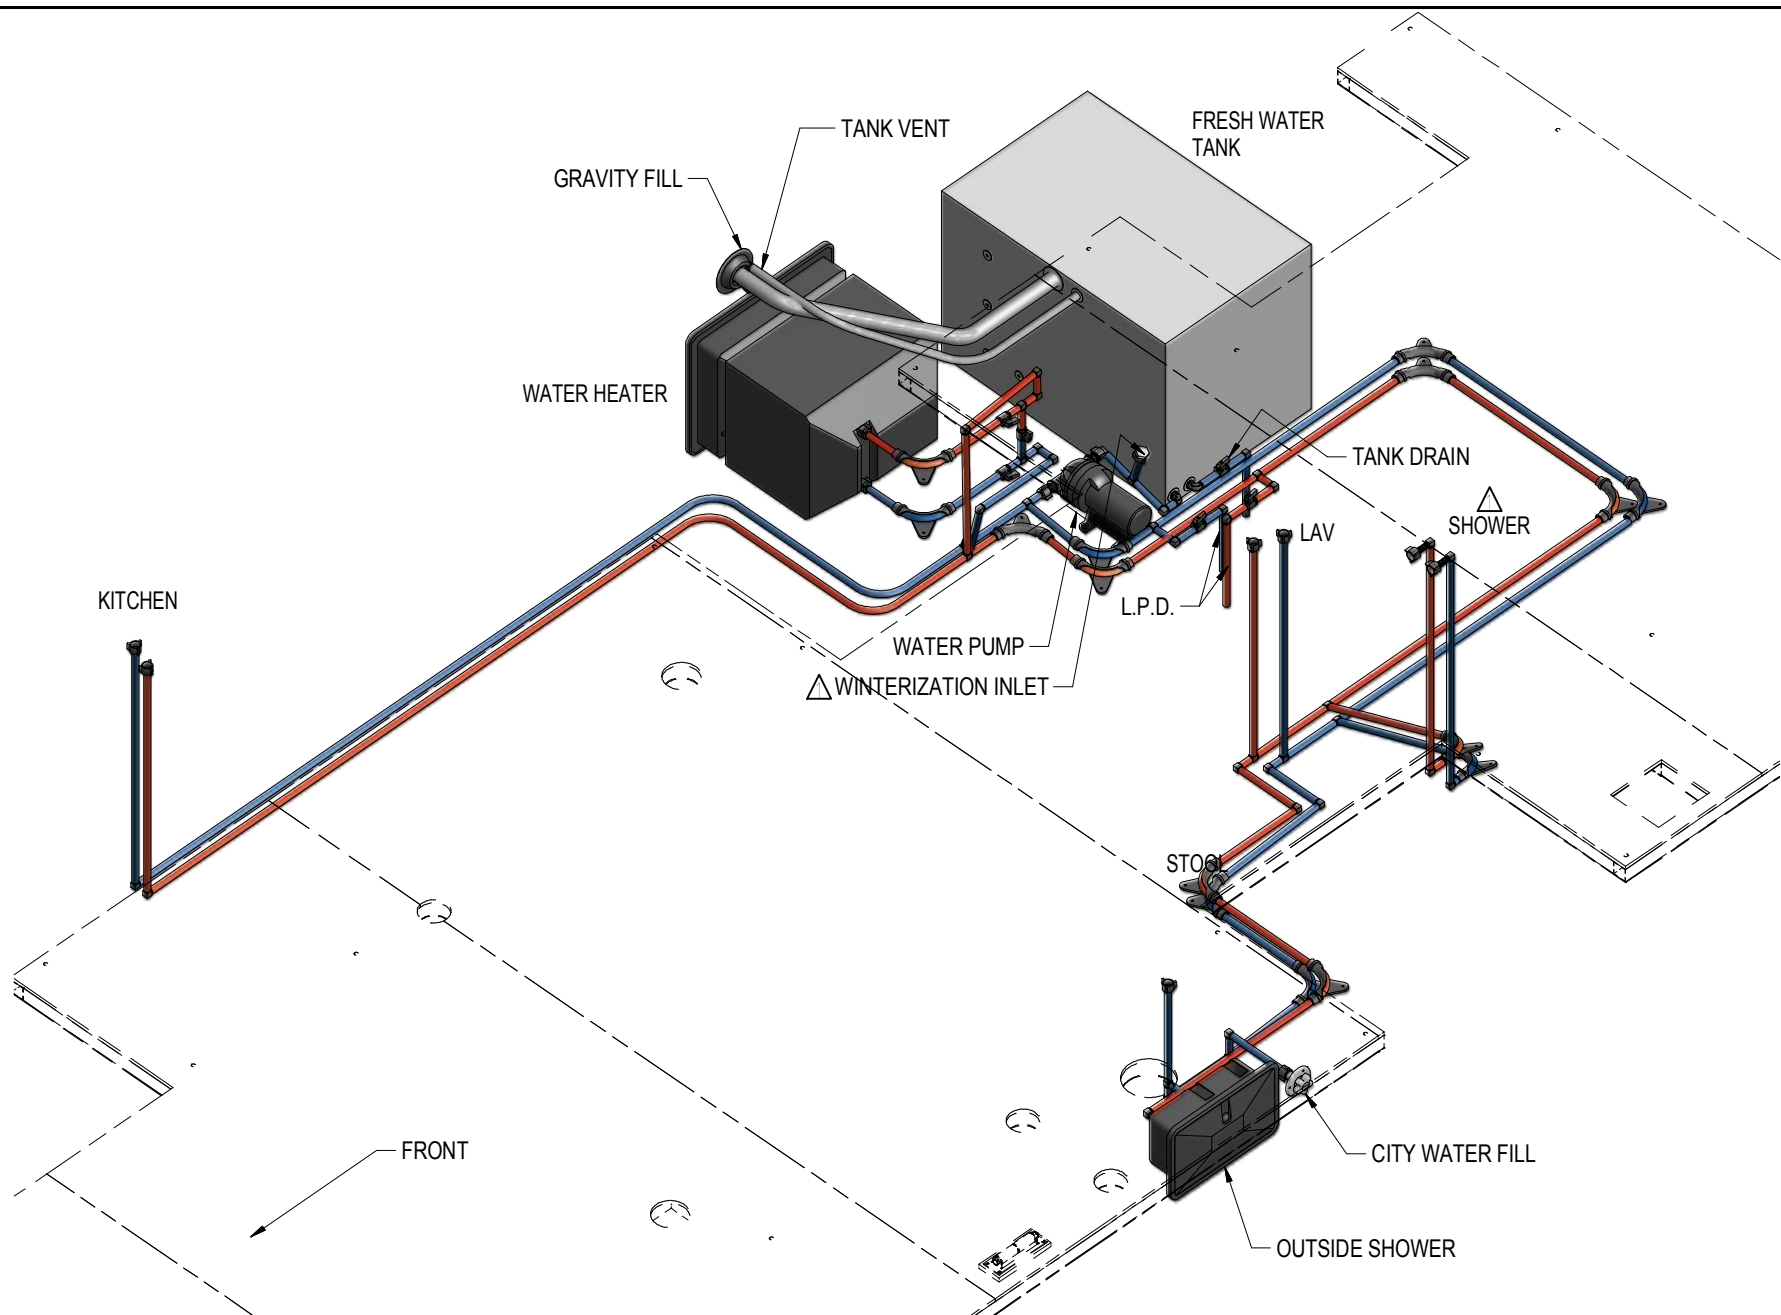 TANK VENT
FRESH WATER
TANK
GRAVITY FILL
WATER HEATER
TANK DRAIN
SHOWER
LAV
KITCHEN
L.P.D.
WATER PUMP
WINTERIZATION INLET
STOOL
FRONT
CITY WATER FILL
OUTSIDE SHOWER